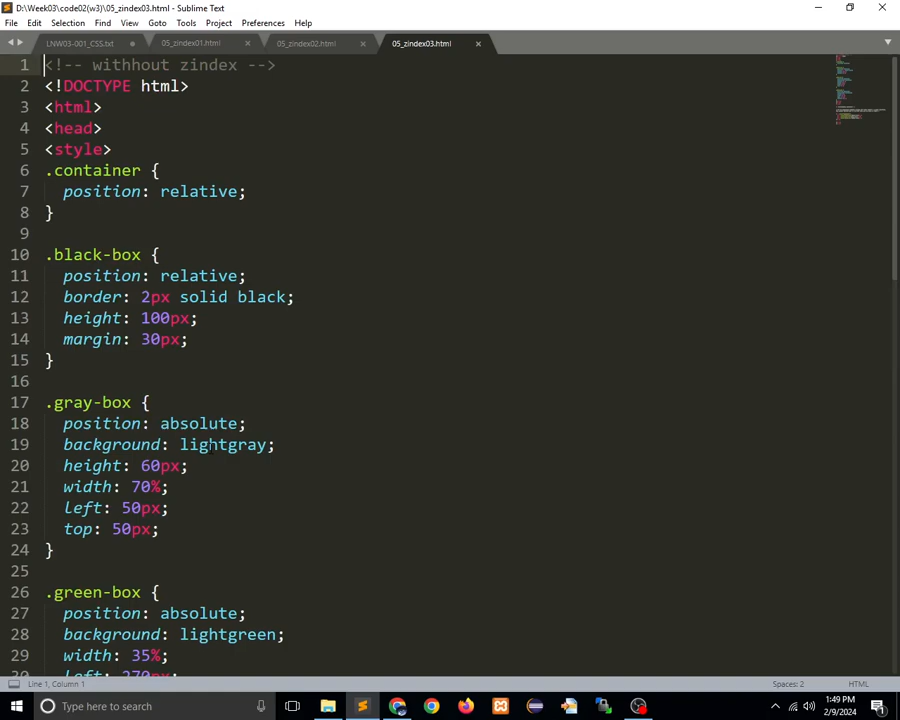 D:\Week03\code02(w3)\05_zindex03.html - Sublime Text
File Edit Selection Find View Goto Tools Project Preferences Help
LNW03-001_CSS.txt 05_zindex01.html 05_zindex02.html 05_zindex03.html
1 <!-- withhout zindex -->
2 <!DOCTYPE html>
3 <html>
4 <head>
5 <style>
6 .container {
7 position: relative;
8 }
9
10 .black-box {
11 position: relative;
12 border: 2px solid black;
13 height: 100px;
14 margin: 30px;
15 }
16
17 .gray-box {
18 position: absolute;
19 background: lightgray;
20 height: 60px;
21 width: 70%;
22 left: 50px;
23 top: 50px;
24 }
25
26 .green-box {
27 position: absolute;
28 background: lightgreen;
29 width: 35%;
30 left: 270px;
Line 1, Column 1 Spaces: 2 HTML
Type here to search
1:49 PM
2/9/2024